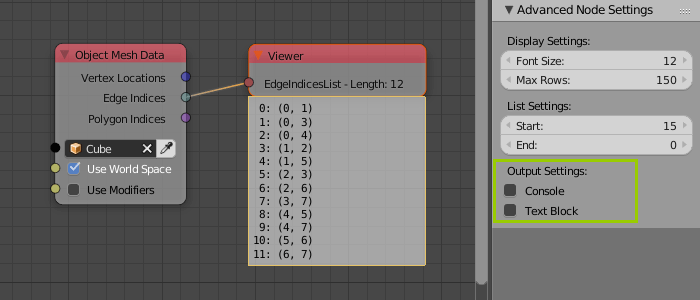 Object Mesh Data
Vertex Locations
Edge Indices
Polygon Indices
Cube
Use World Space
Use Modifiers
Viewer
EdgeIndicesList - Length: 12
0: (0, 1)
1: (0, 3)
2: (0, 4)
3: (1, 2)
4: (1, 5)
5: (2, 3)
6: (2, 6)
7: (3, 7)
8: (4, 5)
9: (4, 7)
10: (5, 6)
11: (6, 7)
Advanced Node Settings
Display Settings:
Font Size: 12
Max Rows: 150
List Settings:
Start: 15
End: 0
Output Settings:
Console
Text Block